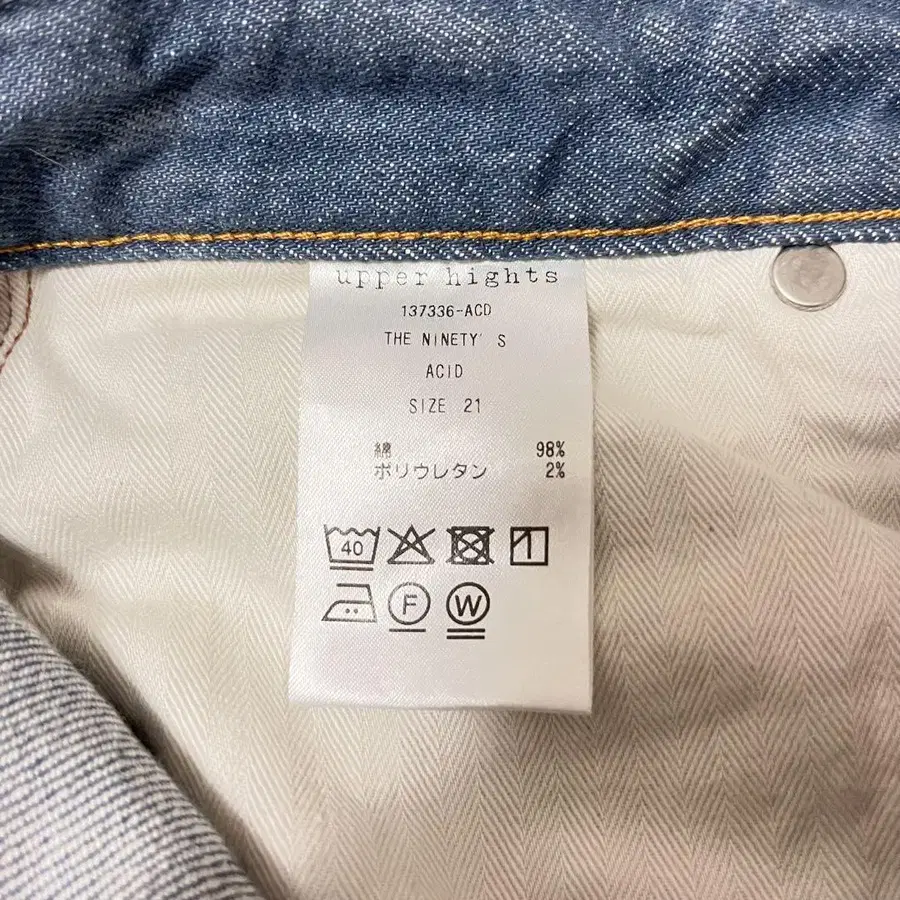 upper hights
137336-ACD
THE NINETY' S
ACID
SIZE 21
綿 98%
ポリウレタン 2%
40
F W